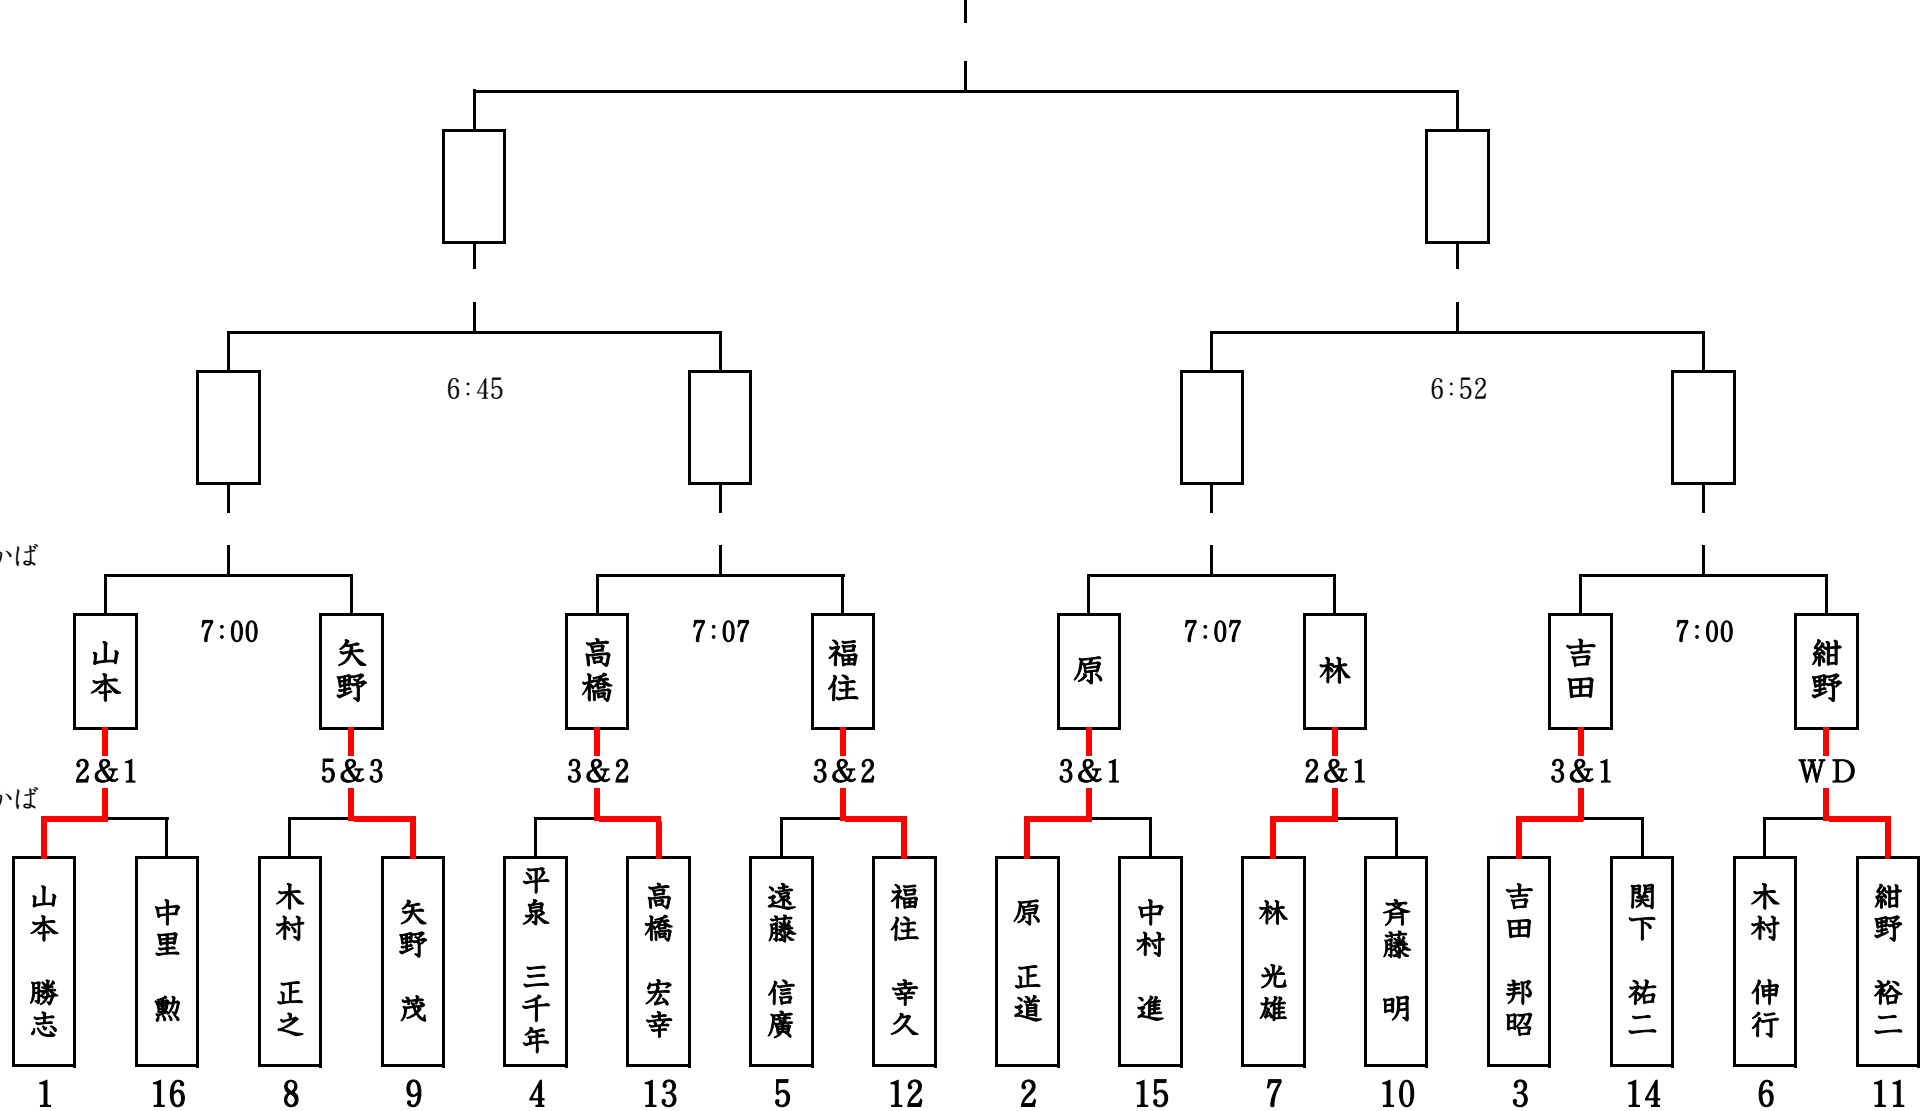 6:45
6:52
かば
7:00
7:07
7:07
7:00
山本
矢野
高橋
福住
原
林
吉田
紺野
2&1
5&3
3&2
3&2
3&1
2&1
3&1
WD
かば
山本 勝志
中里 勲
木村 正之
矢野 茂
平泉 三千年
高橋 宏幸
遠藤 信廣
福住 幸久
原 正道
中村 進
林 光雄
斉藤 明
吉田 邦昭
関下 祐二
木村 伸行
紺野 裕二
1
16
8
9
4
13
5
12
2
15
7
10
3
14
6
11